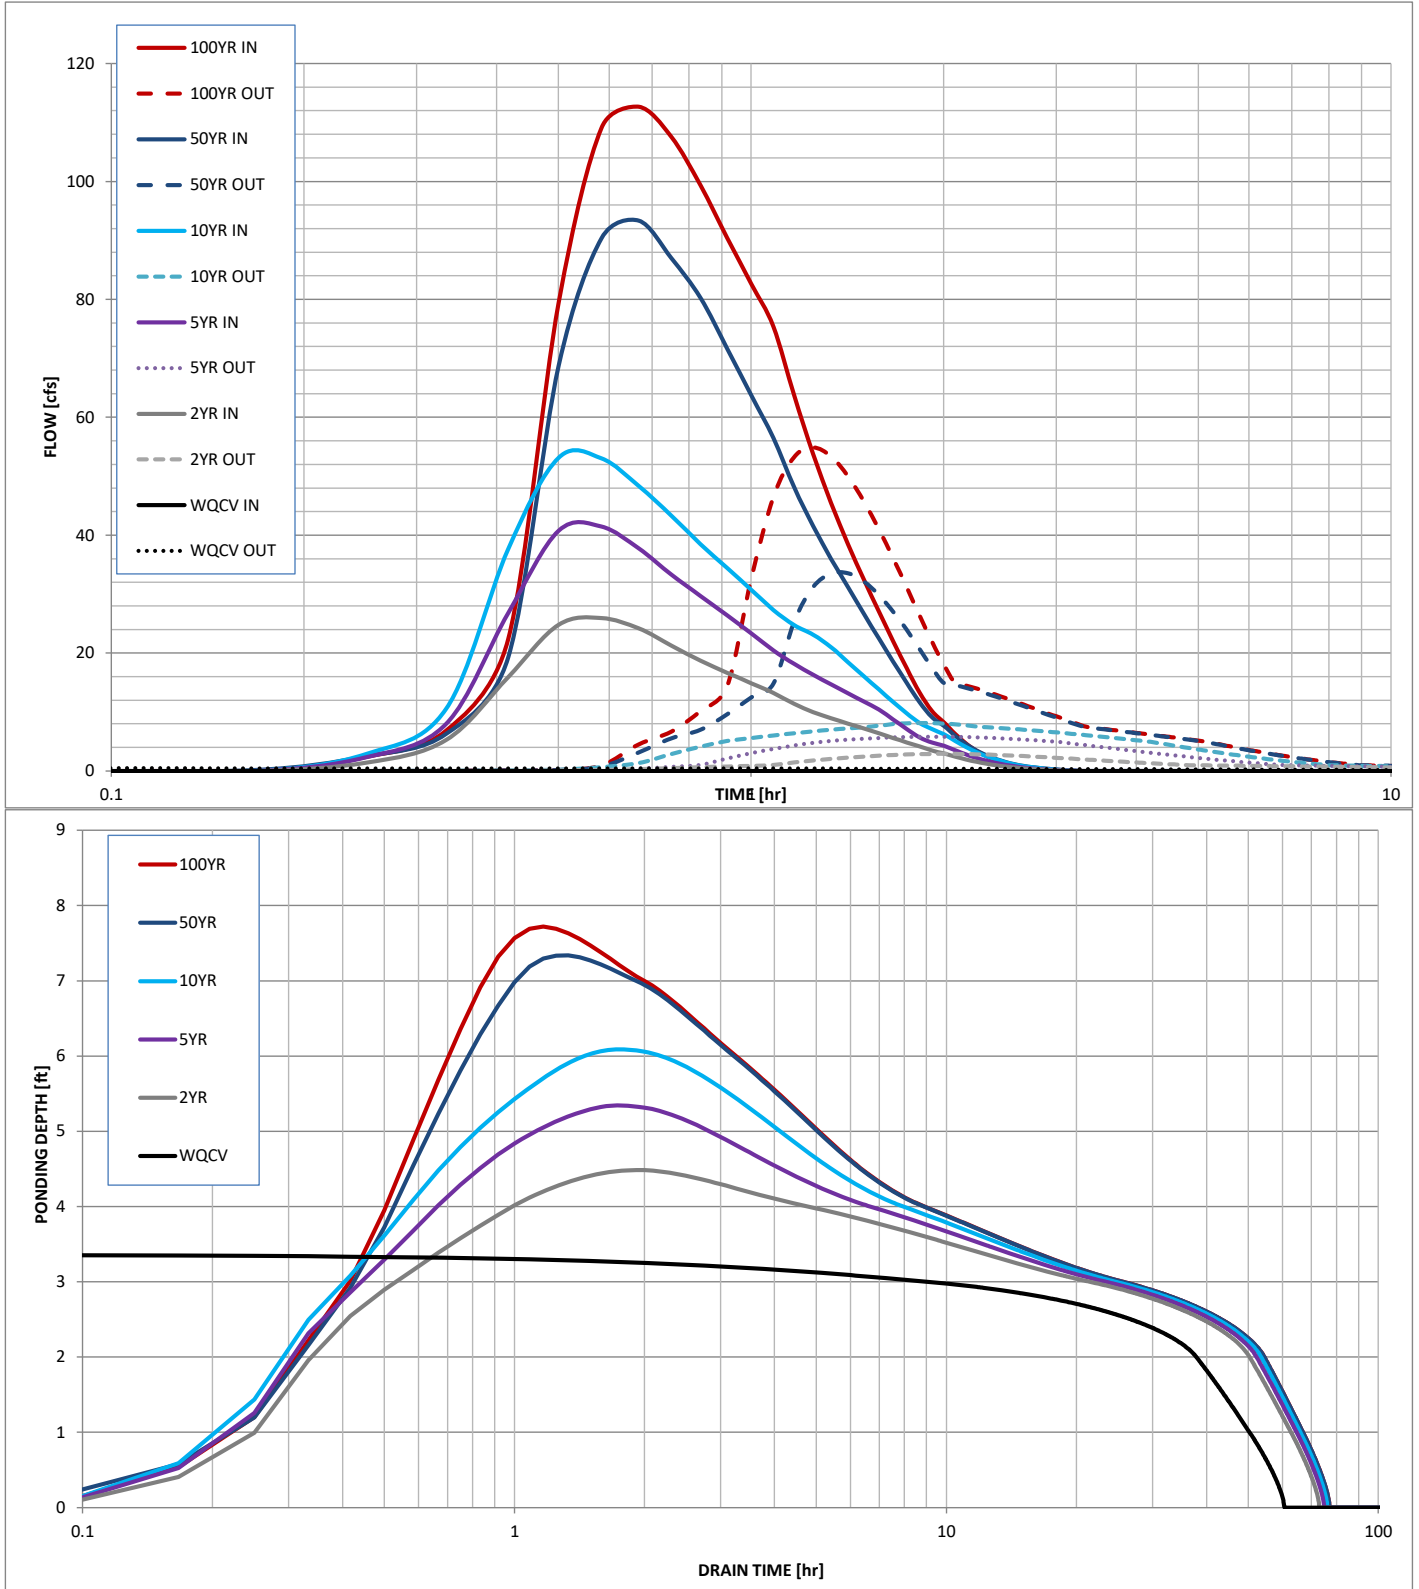 100YR IN
100YR OUT
50YR IN
50YR OUT
10YR IN
10YR OUT
5YR IN
5YR OUT
2YR IN
2YR OUT
WQCV IN
WQCV OUT
120
100
80
60
40
20
0
FLOW [cfs]
0.1
1
10
TIME [hr]
100YR
50YR
10YR
5YR
2YR
WQCV
9
8
7
6
5
4
3
2
1
0
PONDING DEPTH [ft]
0.1
1
10
100
DRAIN TIME [hr]